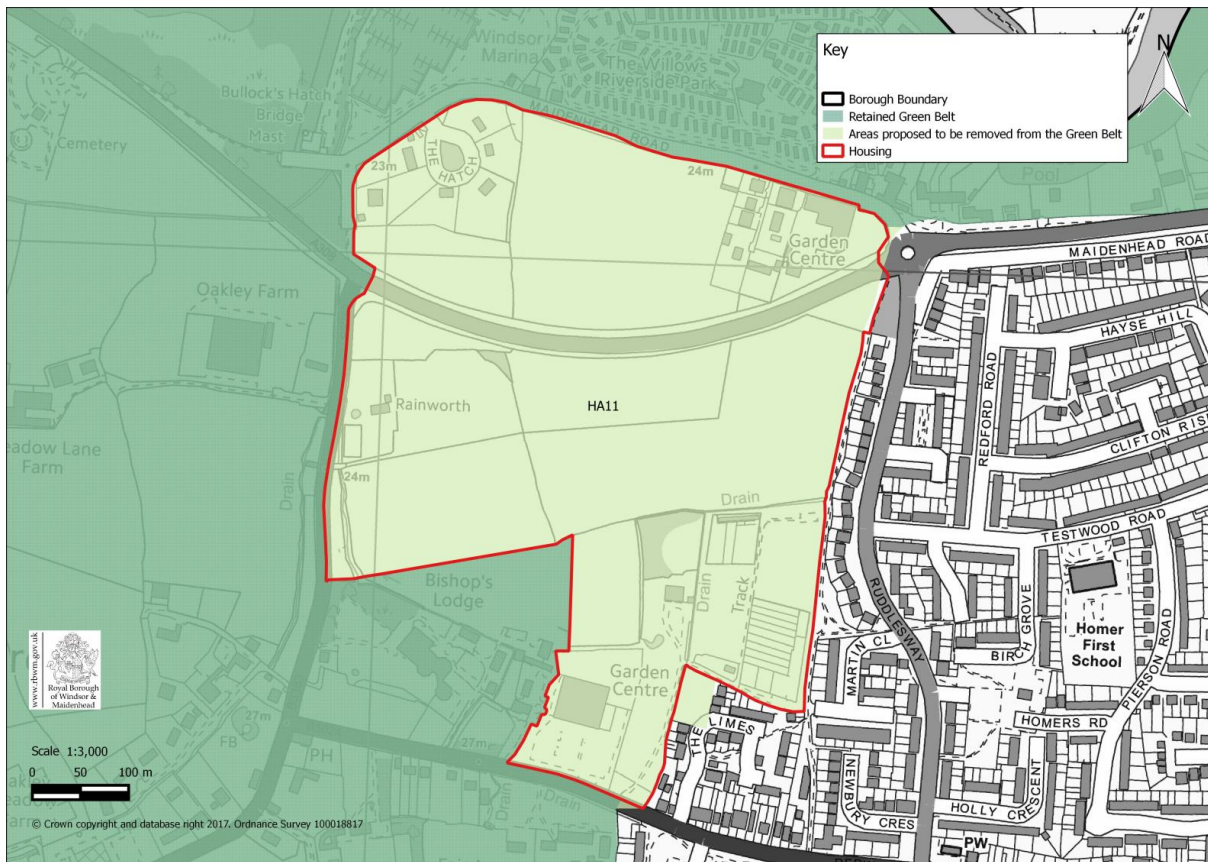 Windsor
Marina
The Willows
Riverside Park
Bullock's Hatch
Bridge
Mast
Cemetery
MAIDENHEAD ROAD
THE HATCH
23m
24m
Pool
Key
Borough Boundary
Retained Green Belt
Areas proposed to be removed from the Green Belt
Housing
N
A308
Garden
Centre
MAIDENHEAD ROAD
Oakley Farm
HAYSE HILL
REDFORD ROAD
Rainworth
HA11
CLIFTON RIS
eadow Lane
Farm
Drain
24m
Drain
TESTWOOD ROAD
Bishop's
Lodge
Drain
Track
RUDDLESWAY
BIRCH GROVE
Homer
First
School
PIERSON ROAD
MARTIN CL
Garden
Centre
HOMERS RD
THE LIMES
www.rbwm.gov.uk
Royal Borough
of Windsor &
Maidenhead
27m
FB
27m
PH
Drain
Drain
NEWBURY CRES
HOLLY CRESCENT
PW
Scale 1:3,000
0 50 100 m
© Crown copyright and database right 2017. Ordnance Survey 100018817